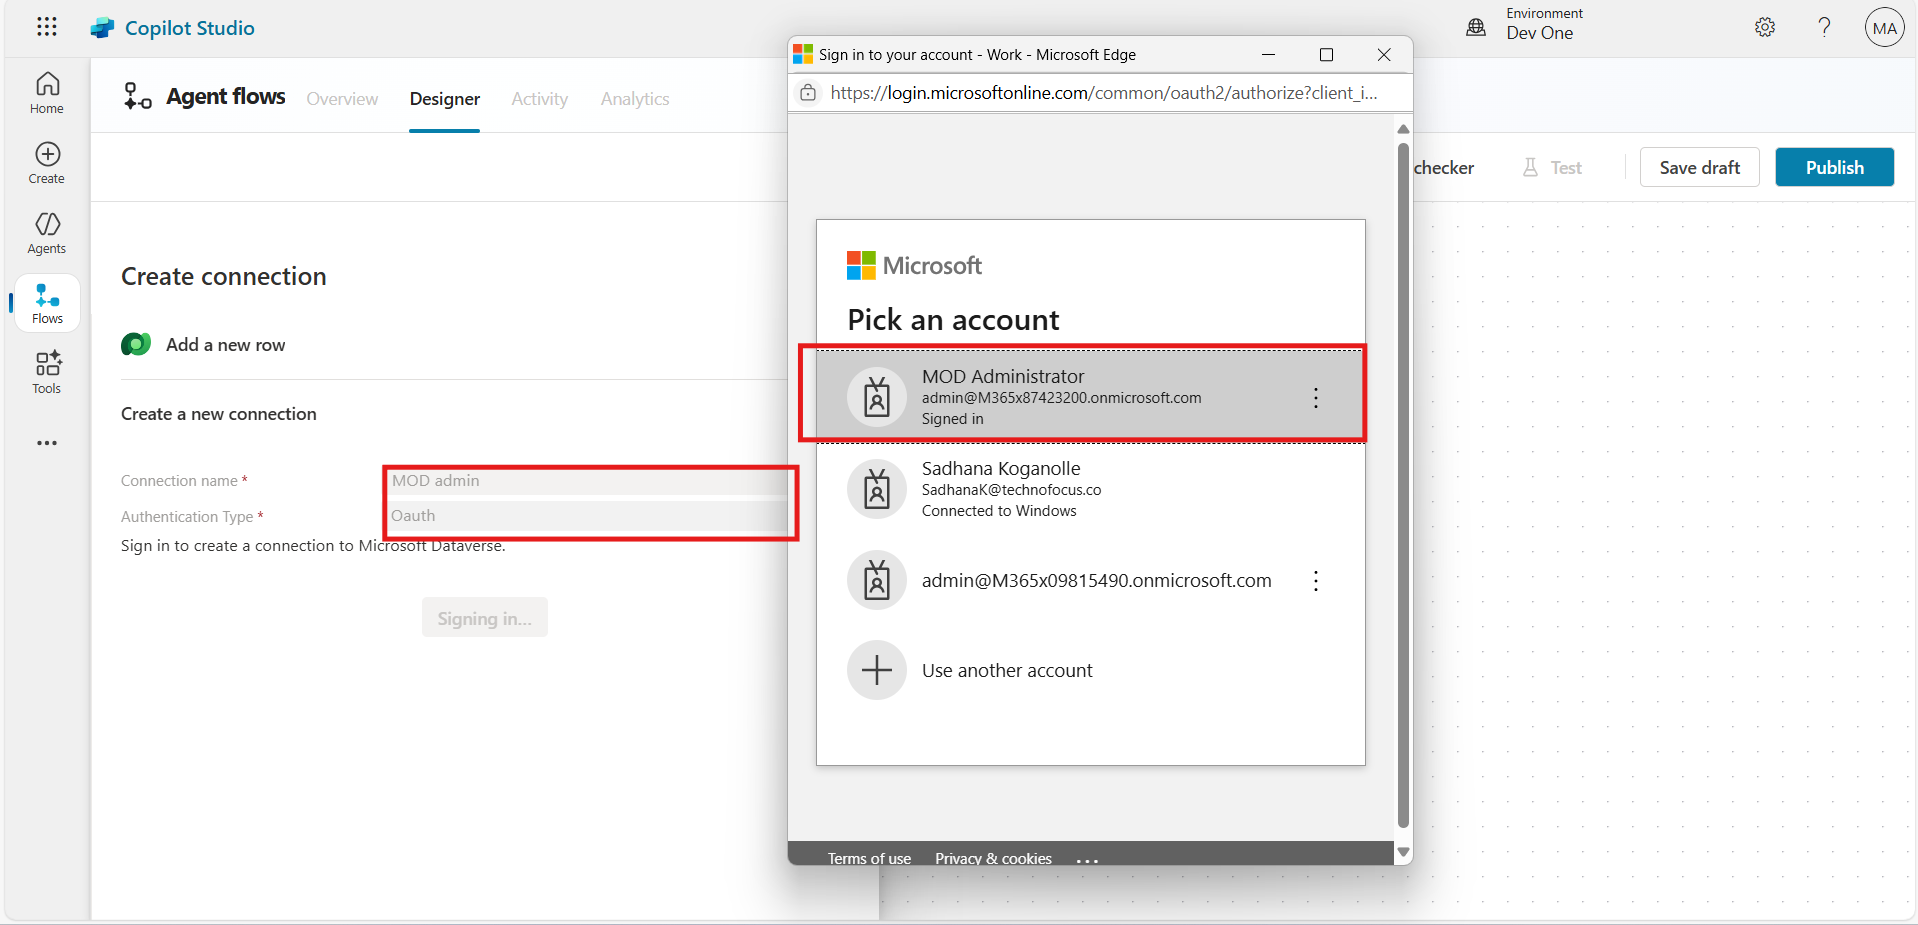 Copilot Studio
Environment
Dev One
MA
Home
Create
Agents
Flows
Tools
Agent flows
Overview
Designer
Activity
Analytics
checker
Test
Save draft
Publish
Create connection
Add a new row
Create a new connection
Connection name *
MOD admin
Authentication Type *
Oauth
Sign in to create a connection to Microsoft Dataverse.
Signing in...
Sign in to your account - Work - Microsoft Edge
https://login.microsoftonline.com/common/oauth2/authorize?client_i...
Microsoft
Pick an account
MOD Administrator
admin@M365x87423200.onmicrosoft.com
Signed in
Sadhana Koganolle
SadhanaK@technofocus.co
Connected to Windows
admin@M365x09815490.onmicrosoft.com
Use another account
Terms of use
Privacy & cookies
...